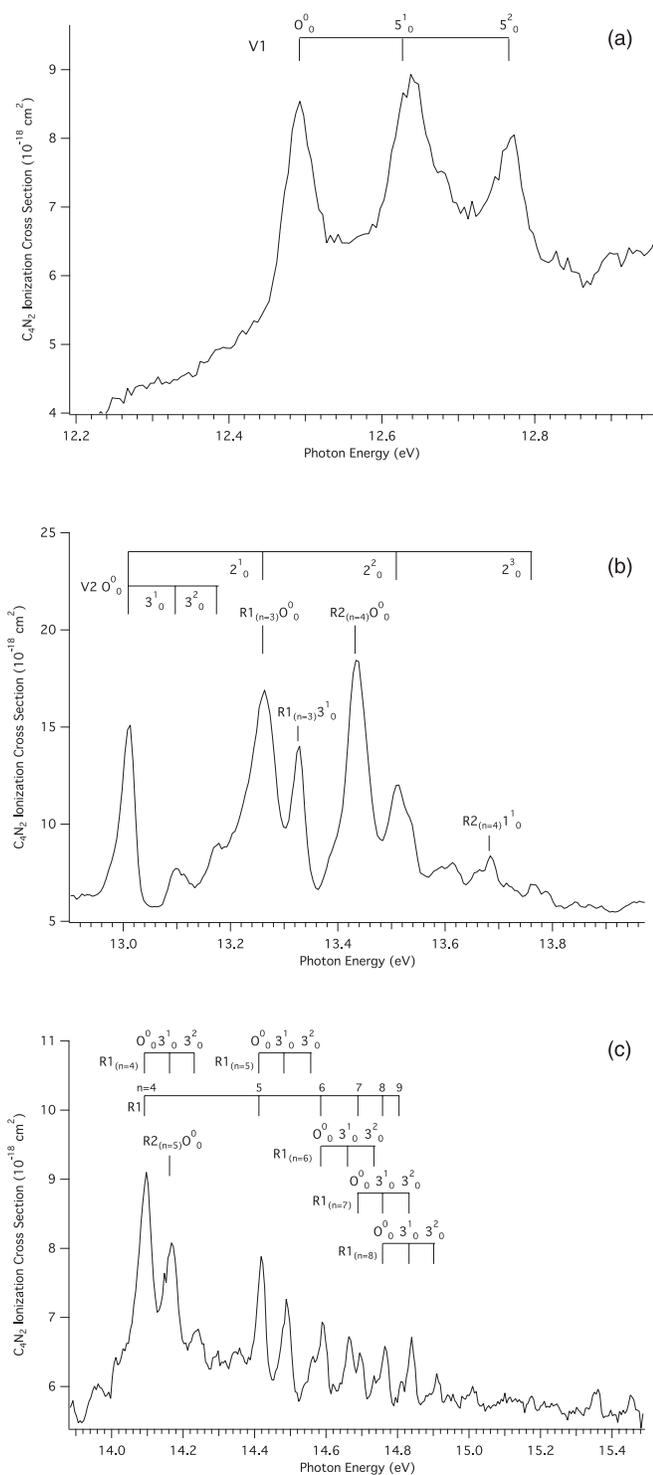 (a)
V1 0⁰₀ 5¹₀ 5²₀
9
8
7
6
5
4
C₄N₂ Ionization Cross Section (10⁻¹⁸ cm²)
12.2 12.4 12.6 12.8
Photon Energy (eV)
(b)
25
20
15
10
5
C₄N₂ Ionization Cross Section (10⁻¹⁸ cm²)
2¹₀ 2²₀ 2³₀
V2 0⁰₀ 3¹₀ 3²₀
R1₍ₙ₌₃₎0⁰₀ R2₍ₙ₌₄₎0⁰₀
R1₍ₙ₌₃₎3¹₀
R2₍ₙ₌₄₎1¹₀
13.0 13.2 13.4 13.6 13.8
Photon Energy (eV)
(c)
11
10
9
8
7
6
C₄N₂ Ionization Cross Section (10⁻¹⁸ cm²)
0⁰₀ 3¹₀ 3²₀ 0⁰₀ 3¹₀ 3²₀
R1₍ₙ₌₄₎ R1₍ₙ₌₅₎
n=4 5 6 7 8 9
R1
R2₍ₙ₌₅₎0⁰₀
0⁰₀ 3¹₀ 3²₀
R1₍ₙ₌₆₎
0⁰₀ 3¹₀ 3²₀
R1₍ₙ₌₇₎
0⁰₀ 3¹₀ 3²₀
R1₍ₙ₌₈₎
14.0 14.2 14.4 14.6 14.8 15.0 15.2 15.4
Photon Energy (eV)